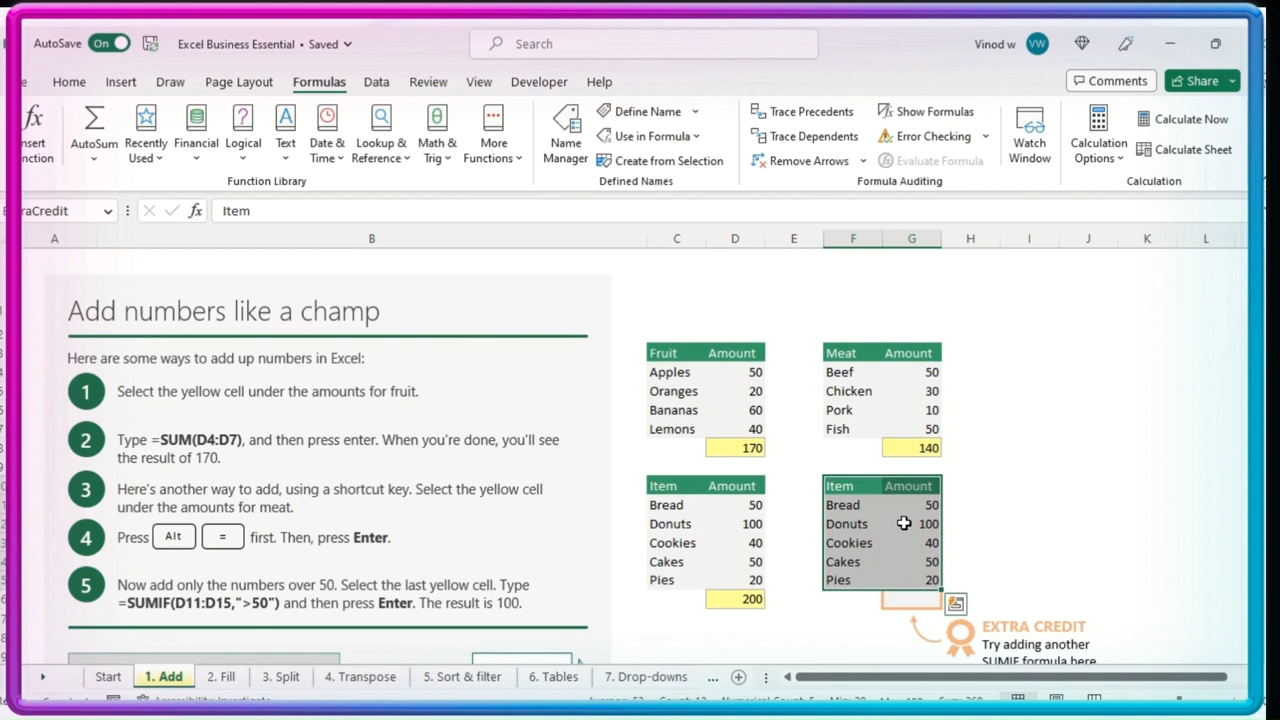 AutoSave On Excel Business Essential • Saved Search Vinod w VW
Home Insert Draw Page Layout Formulas Data Review View Developer Help Comments Share
fx AutoSum Recently Used Financial Logical Text Date & Time Lookup & Reference Math & Trig More Functions
Function Library
Name Manager
Define Name
Use in Formula
Create from Selection
Defined Names
Trace Precedents
Trace Dependents
Remove Arrows
Show Formulas
Error Checking
Evaluate Formula
Formula Auditing
Watch Window
Calculation Options
Calculate Now
Calculate Sheet
Calculation
raCredit fx Item
A B C D E F G H I J K L
Add numbers like a champ
Here are some ways to add up numbers in Excel:
1 Select the yellow cell under the amounts for fruit.
2 Type =SUM(D4:D7), and then press enter. When you're done, you'll see
the result of 170.
3 Here's another way to add, using a shortcut key. Select the yellow cell
under the amounts for meat.
4 Press Alt = first. Then, press Enter.
5 Now add only the numbers over 50. Select the last yellow cell. Type
=SUMIF(D11:D15,">50") and then press Enter. The result is 100.
Fruit Amount
Apples 50
Oranges 20
Bananas 60
Lemons 40
170
Meat Amount
Beef 50
Chicken 30
Pork 10
Fish 50
140
Item Amount
Bread 50
Donuts 100
Cookies 40
Cakes 50
Pies 20
200
Item Amount
Bread 50
Donuts 100
Cookies 40
Cakes 50
Pies 20
EXTRA CREDIT
Try adding another
SUMIF formula here
Start 1. Add 2. Fill 3. Split 4. Transpose 5. Sort & filter 6. Tables 7. Drop-downs ...